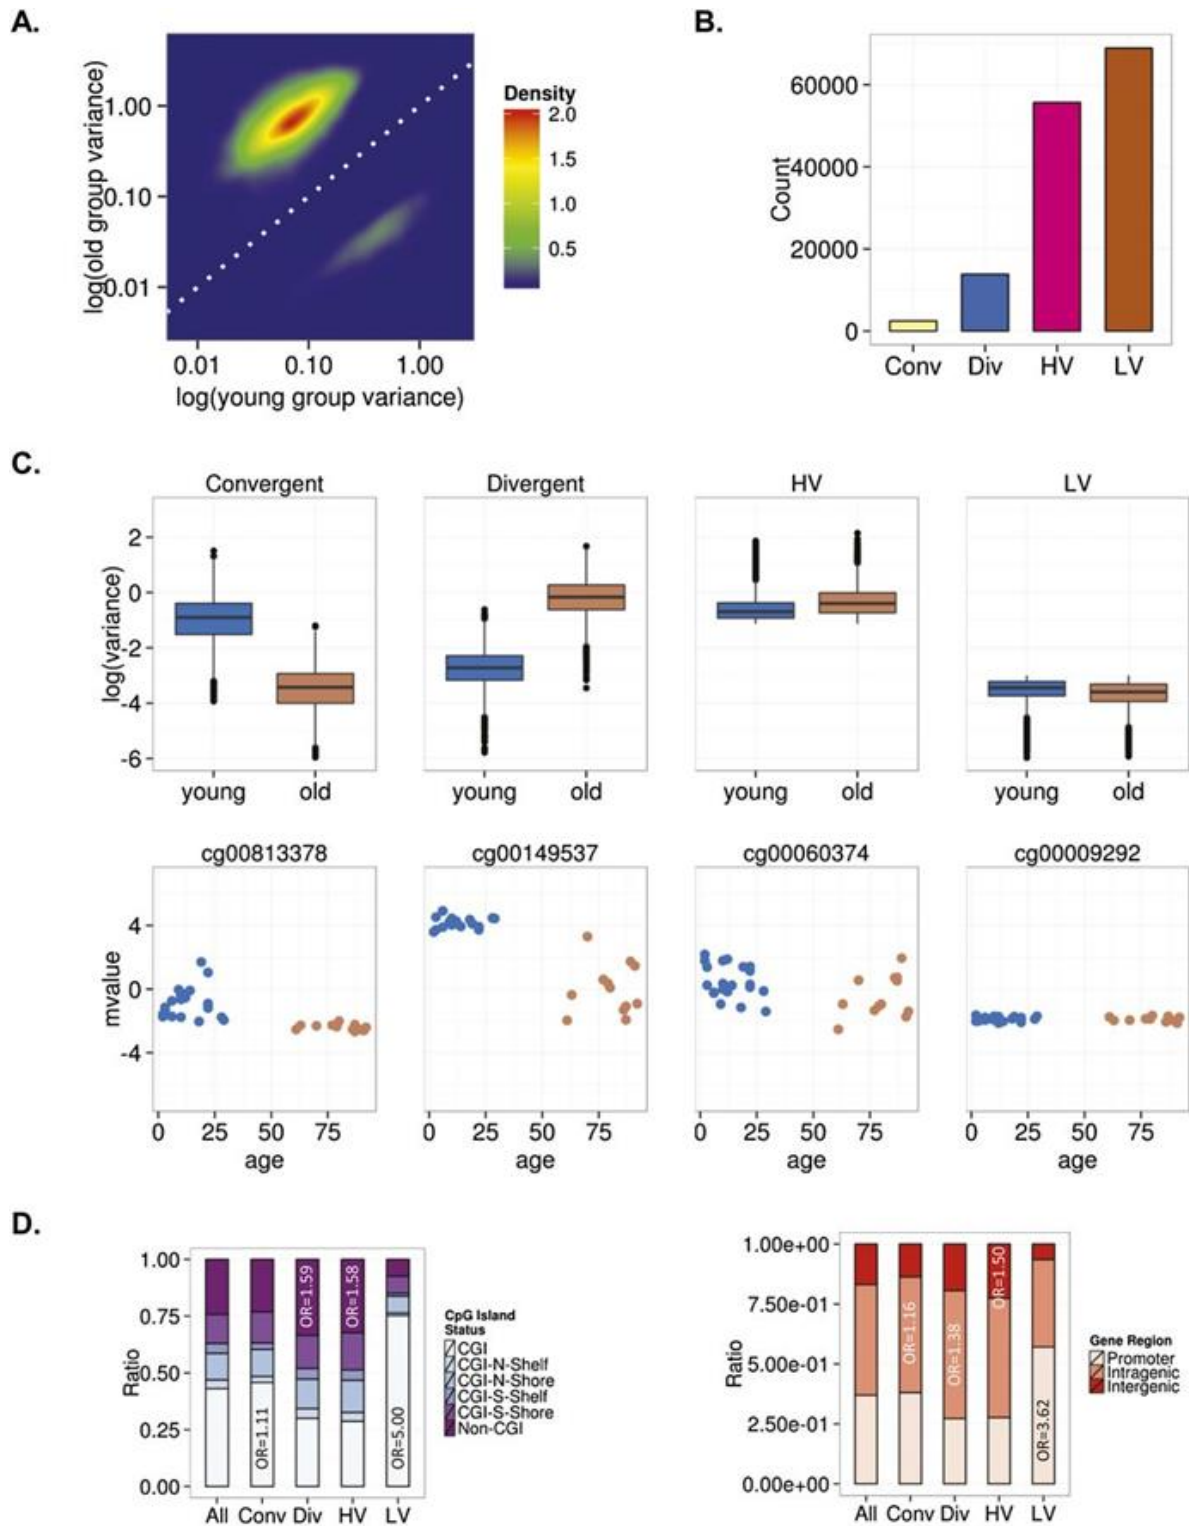 A.
log(old group variance)
1.00
0.10
0.01
0.01 0.10 1.00
log(young group variance)
Density
2.0
1.5
1.0
0.5
B.
Count
60000
40000
20000
0
Conv Div HV LV
C.
Convergent Divergent HV LV
log(variance)
2
0
-2
-4
-6
young old young old young old young old
cg00813378 cg00149537 cg00060374 cg00009292
mvalue
4
0
-4
0 25 50 75 0 25 50 75 0 25 50 75 0 25 50 75
age age age age
D.
Ratio
1.00
0.75
0.50
0.25
0.00
OR=1.11
OR=1.59
OR=1.58
OR=5.00
All Conv Div HV LV
CpG Island
Status
CGI
CGI-N-Shelf
CGI-N-Shore
CGI-S-Shelf
CGI-S-Shore
Non-CGI
Ratio
1.00e+00
7.50e-01
5.00e-01
2.50e-01
0.00e+00
OR=1.16
OR=1.38
OR=1.50
OR=3.62
All Conv Div HV LV
Gene Region
Promoter
Intragenic
Intergenic